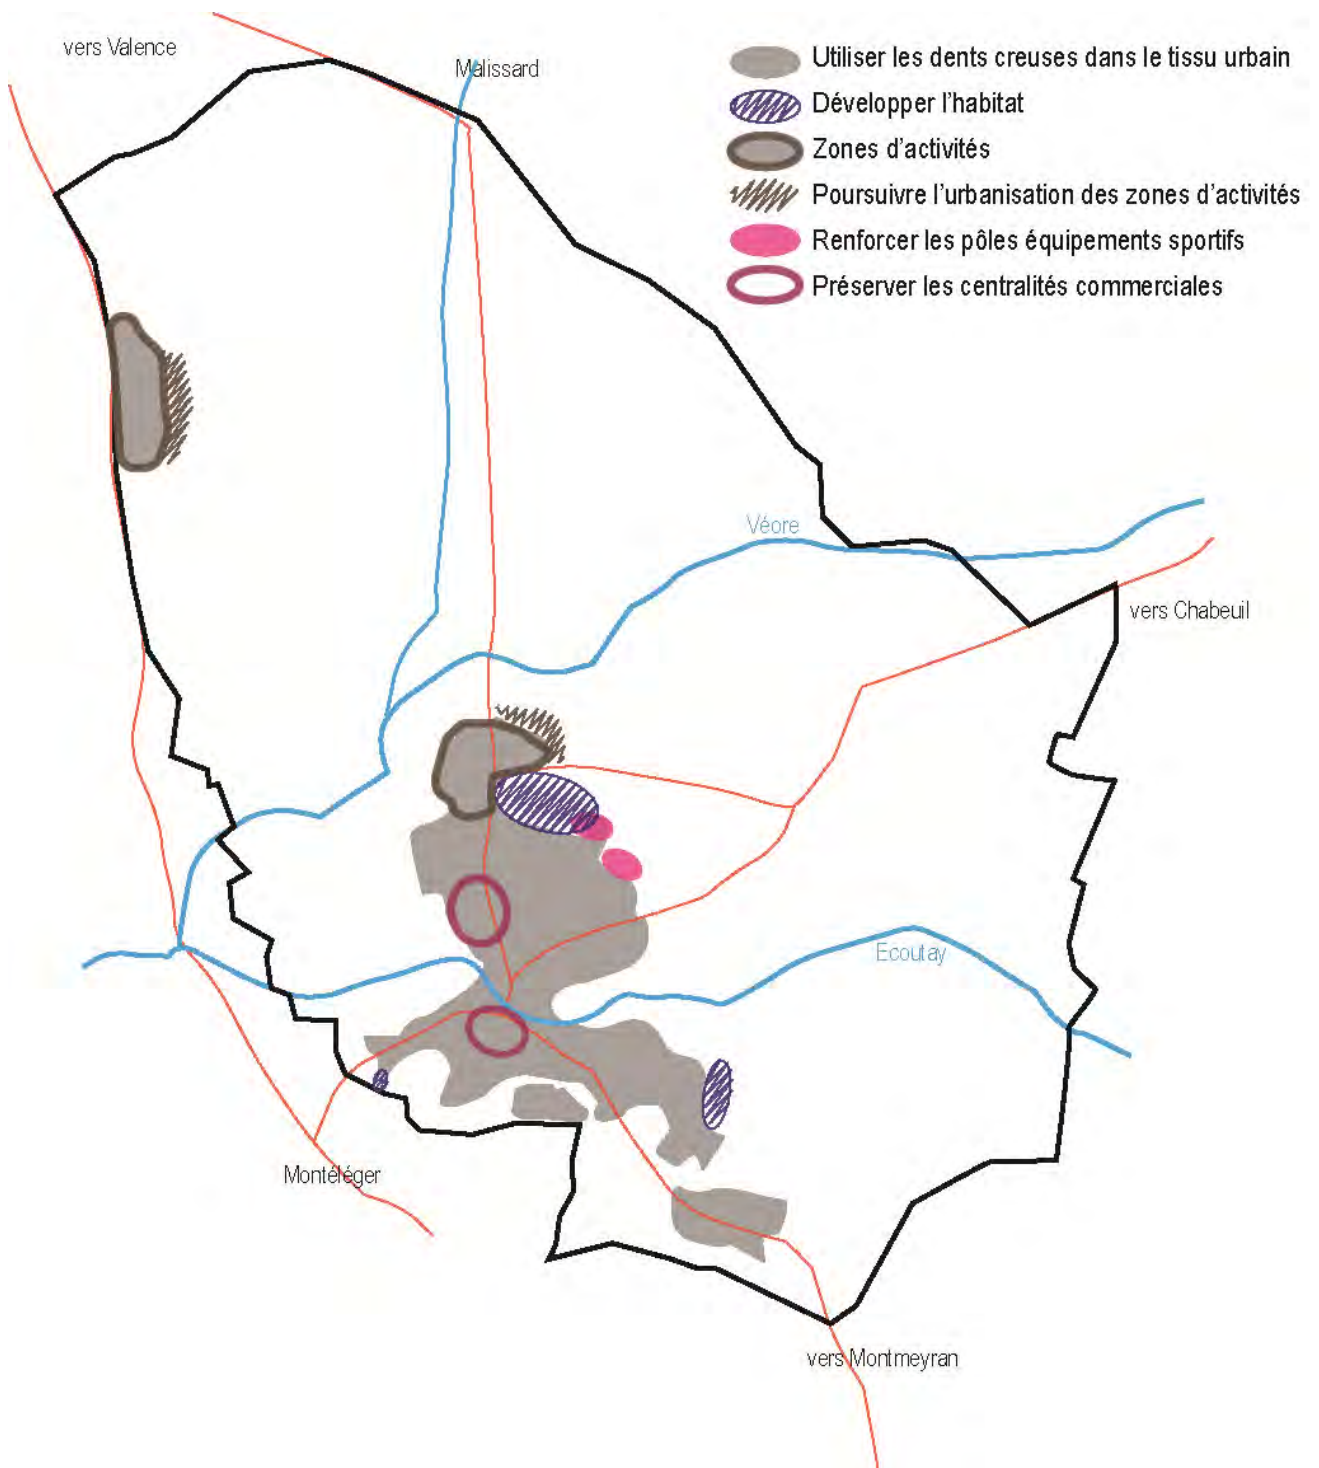 vers Valence
Malissard
Utiliser les dents creuses dans le tissu urbain
Développer l'habitat
Zones d'activités
Poursuivre l'urbanisation des zones d'activités
Renforcer les pôles équipements sportifs
Préserver les centralités commerciales
Véore
vers Chabeuil
Ecoutay
Montéléger
vers Montmeyran